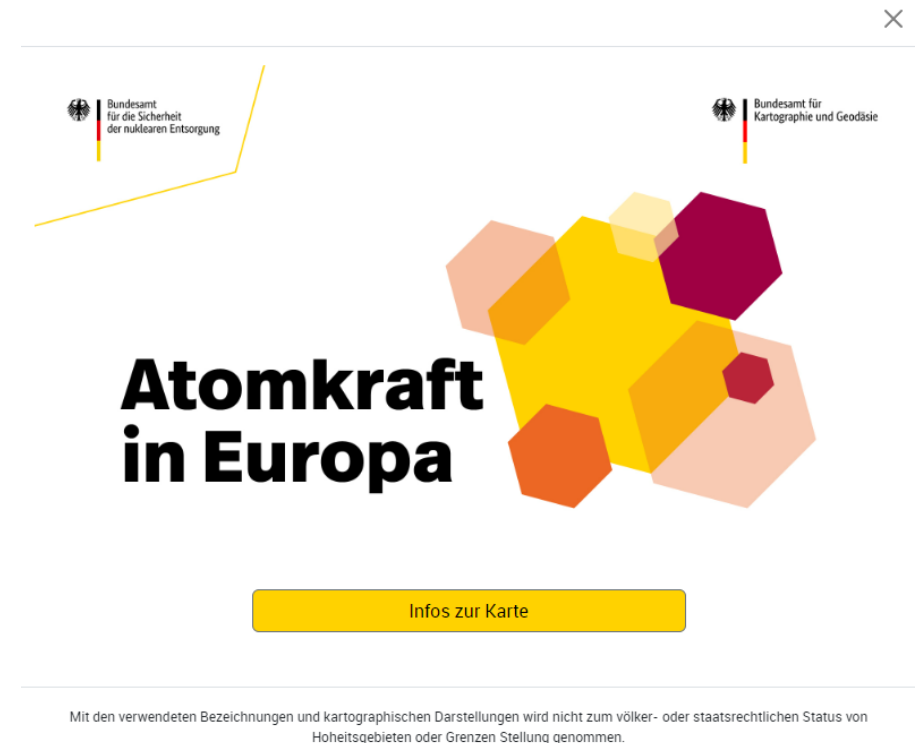 Bundesamt
für die Sicherheit
der nuklearen Entsorgung
Bundesamt für
Kartographie und Geodäsie
Atomkraft
in Europa
Infos zur Karte
Mit den verwendeten Bezeichnungen und kartographischen Darstellungen wird nicht zum völker- oder staatsrechtlichen Status von
Hoheitsgebieten oder Grenzen Stellung genommen.